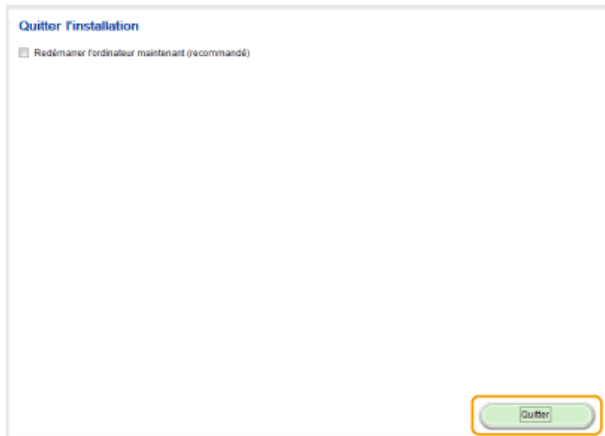 Quitter l'installation
Redémarrer l'ordinateur maintenant (recommandé)
Quitter